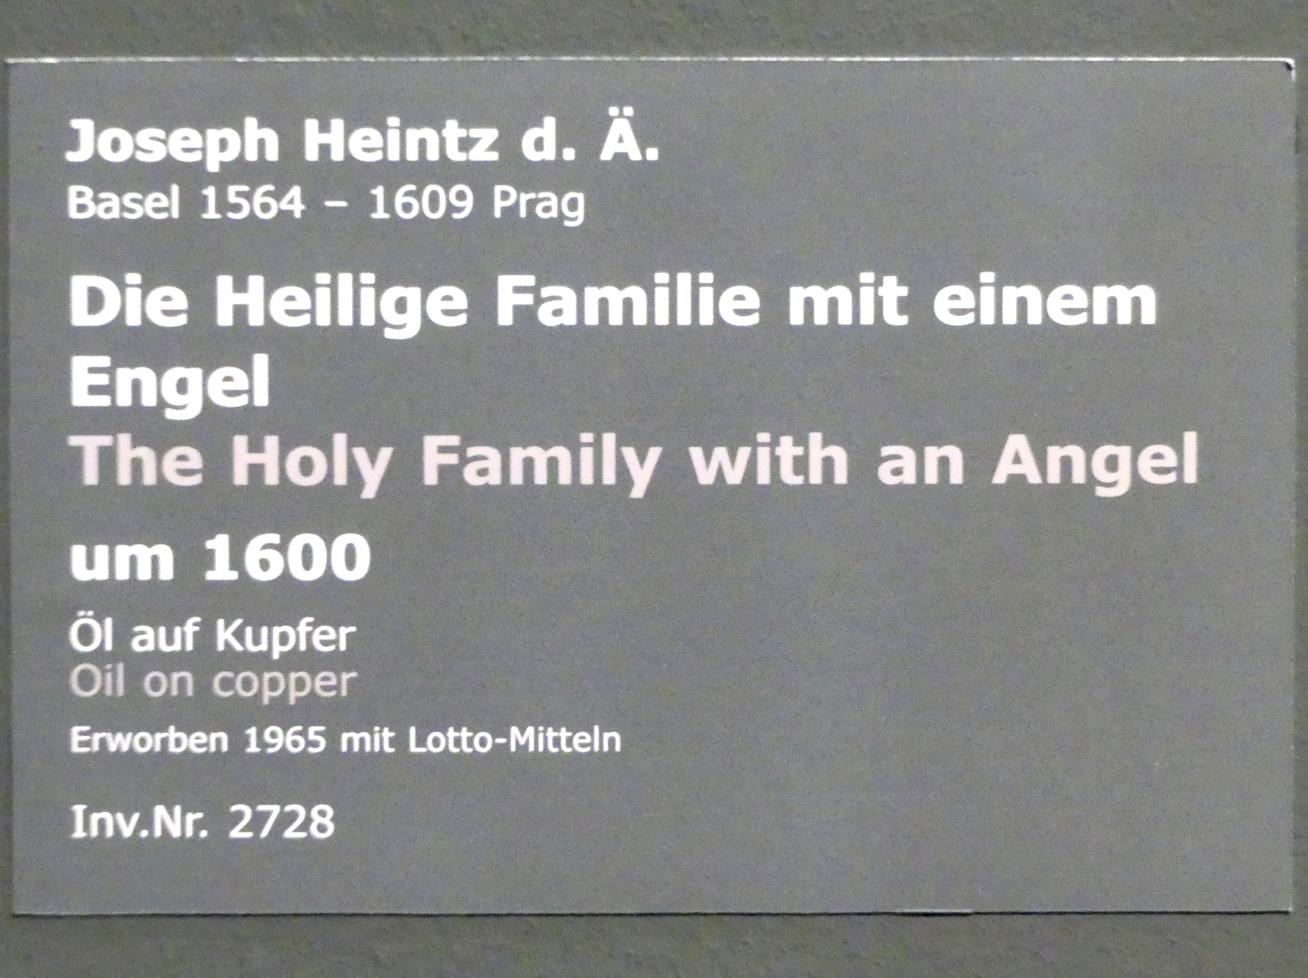 Joseph Heintz d. Ä.
Basel 1564 – 1609 Prag
Die Heilige Familie mit einem
Engel
The Holy Family with an Angel
um 1600
Öl auf Kupfer
Oil on copper
Erworben 1965 mit Lotto-Mitteln
Inv.Nr. 2728